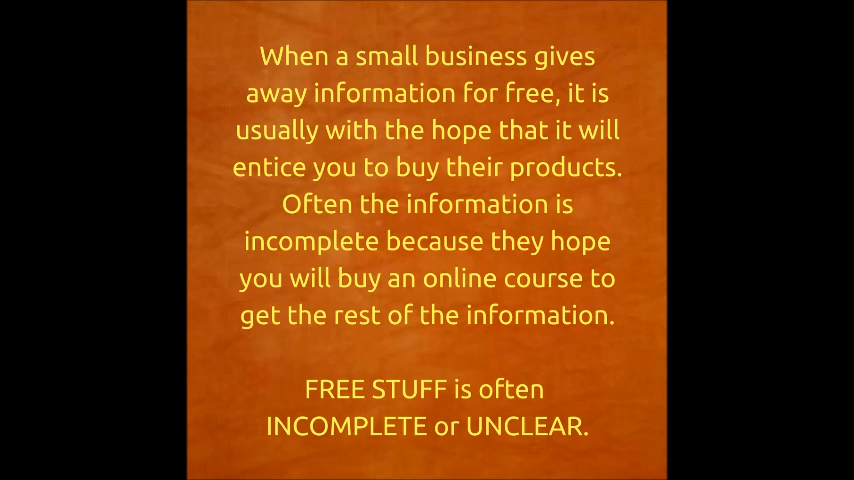 When a small business gives
away information for free, it is
usually with the hope that it will
entice you to buy their products.
Often the information is
incomplete because they hope
you will buy an online course to
get the rest of the information.
FREE STUFF is often
INCOMPLETE or UNCLEAR.